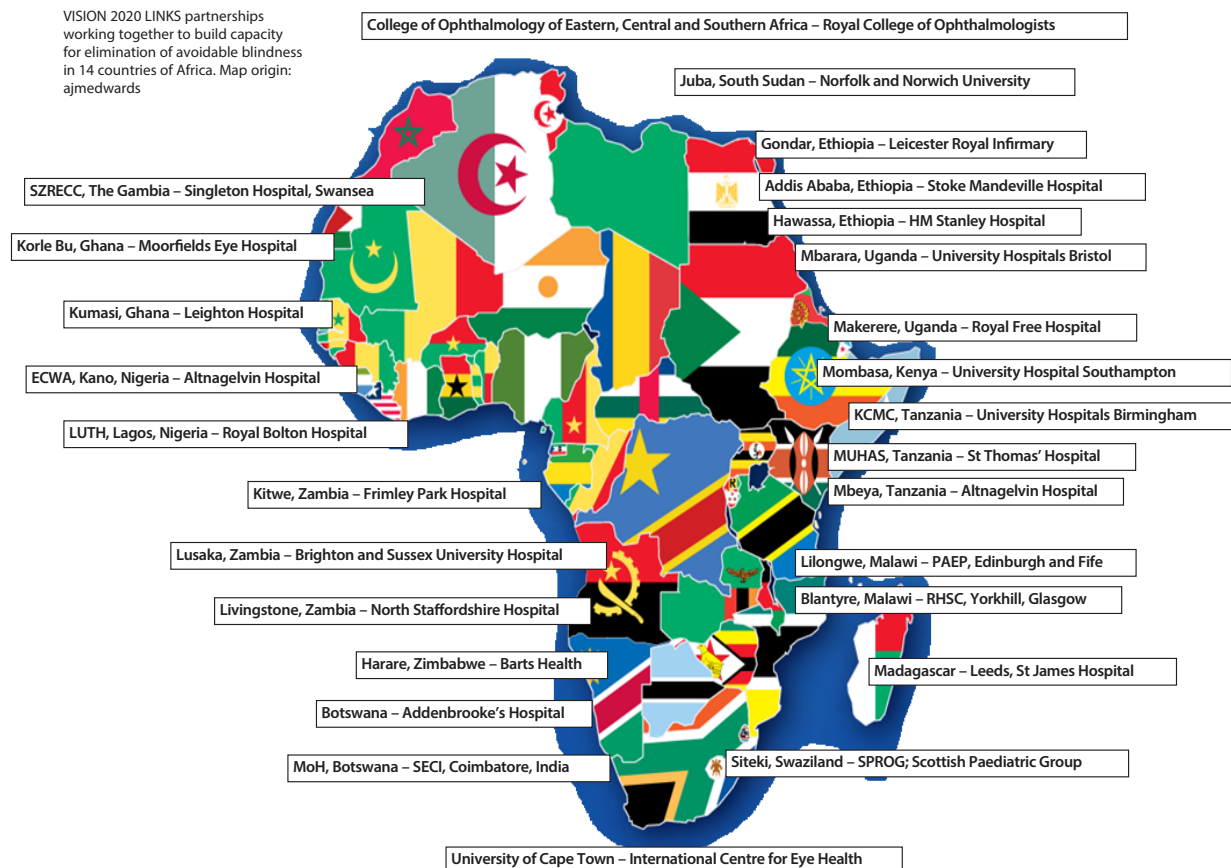 VISION 2020 LINKS partnerships
working together to build capacity
for elimination of avoidable blindness
in 14 countries of Africa. Map origin:
ajmedwards
College of Ophthalmology of Eastern, Central and Southern Africa – Royal College of Ophthalmologists
Juba, South Sudan – Norfolk and Norwich University
Gondar, Ethiopia – Leicester Royal Infirmary
SZRECC, The Gambia – Singleton Hospital, Swansea
Addis Ababa, Ethiopia – Stoke Mandeville Hospital
Hawassa, Ethiopia – HM Stanley Hospital
Korle Bu, Ghana – Moorfields Eye Hospital
Mbarara, Uganda – University Hospitals Bristol
Kumasi, Ghana – Leighton Hospital
Makerere, Uganda – Royal Free Hospital
ECWA, Kano, Nigeria – Altnagelvin Hospital
Mombasa, Kenya – University Hospital Southampton
KCMC, Tanzania – University Hospitals Birmingham
LUTH, Lagos, Nigeria – Royal Bolton Hospital
MUHAS, Tanzania – St Thomas’ Hospital
Kitwe, Zambia – Frimley Park Hospital
Mbeya, Tanzania – Altnagelvin Hospital
R
Lusaka, Zambia – Brighton and Sussex University Hospital
Lilongwe, Malawi – PAEP, Edinburgh and Fife
Livingstone, Zambia – North Staffordshire Hospital
Blantyre, Malawi – RHSC, Yorkhill, Glasgow
Harare, Zimbabwe – Barts Health
Madagascar – Leeds, St James Hospital
Botswana – Addenbrooke’s Hospital
MoH, Botswana – SECI, Coimbatore, India
Siteki, Swaziland – SPROG; Scottish Paediatric Group
University of Cape Town – International Centre for Eye Health